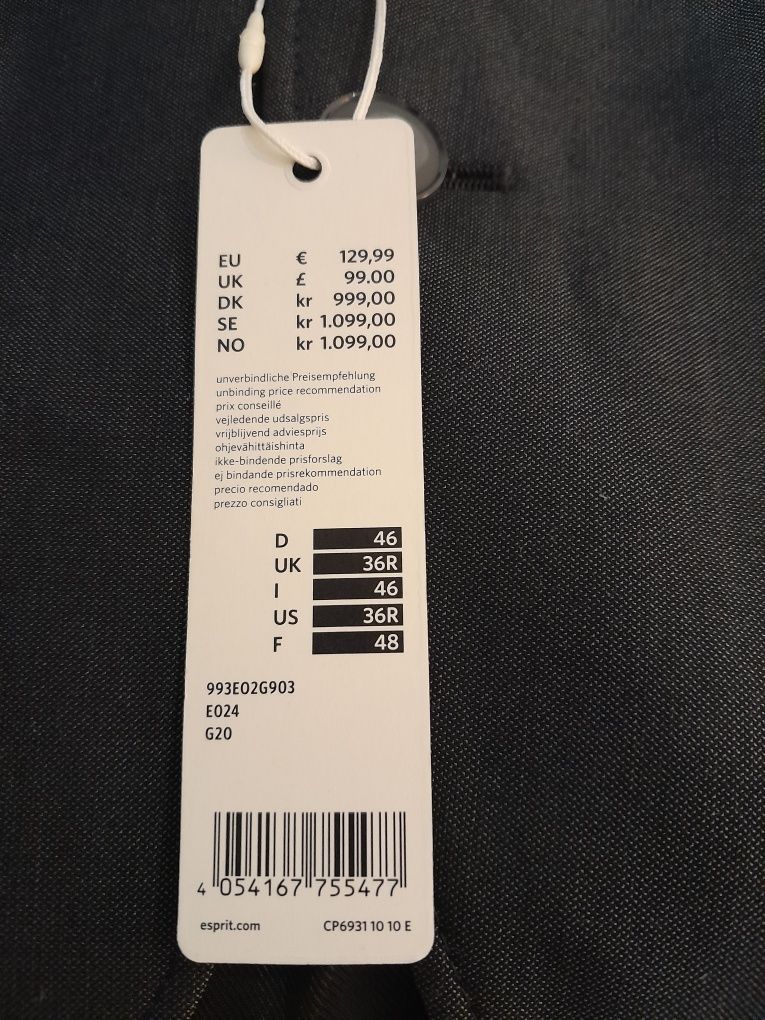 EU € 129,99
UK £ 99.00
DK kr 999,00
SE kr 1.099,00
NO kr 1.099,00
unverbindliche Preisempfehlung
unbinding price recommendation
prix conseillé
vejledende udsalgspris
vrijblijvend adviesprijs
ohjevähittäishinta
ikke-bindende prisforslag
ej bindande prisrekommendation
precio recomendado
prezzo consigliati
D 46
UK 36R
I 46
US 36R
F 48
993EO2G903
EO24
G20
4 054167 755477
esprit.com CP6931 10 10 E